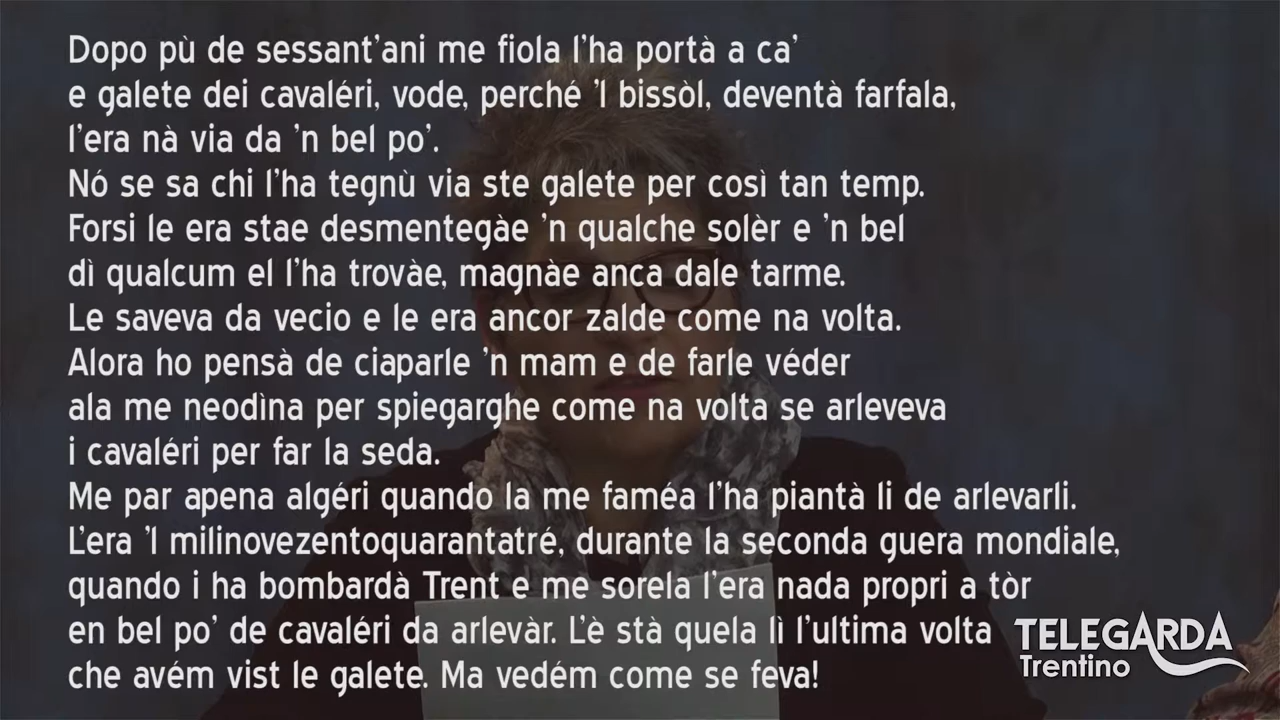 Dopo pù de sessant'ani me fiola l'ha portà a ca'
e galete dei cavaléri, vode, perché 'l bissòl, deventà farfala,
l'era nà via da 'n bel po'.
Nó se sa chi l'ha tegnù via ste galete per così tan temp.
Forsi le era stae desmentegàe 'n qualche solèr e 'n bel
dì qualcum el l'ha trovàe, magnàe anca dale tarme.
Le saveva da vecio e le era ancor zalde come na volta.
Alora ho pensà de ciaparle 'n mam e de farle véder
ala me neodìna per spiegarghe come na volta se arleveva
i cavaléri per far la seda.
Me par apena algéri quando la me faméa l'ha piantà li de arlevarli.
L'era 'l milinovezentoquarantatré, durante la seconda guera mondiale,
quando i ha bombardà Trent e me sorela l'era nada propri a tòr
en bel po' de cavaléri da arlevàr. L'è stà quela lì l'ultima volta
che avém vist le galete. Ma vedém come se feva!
TELEGARDA
Trentino